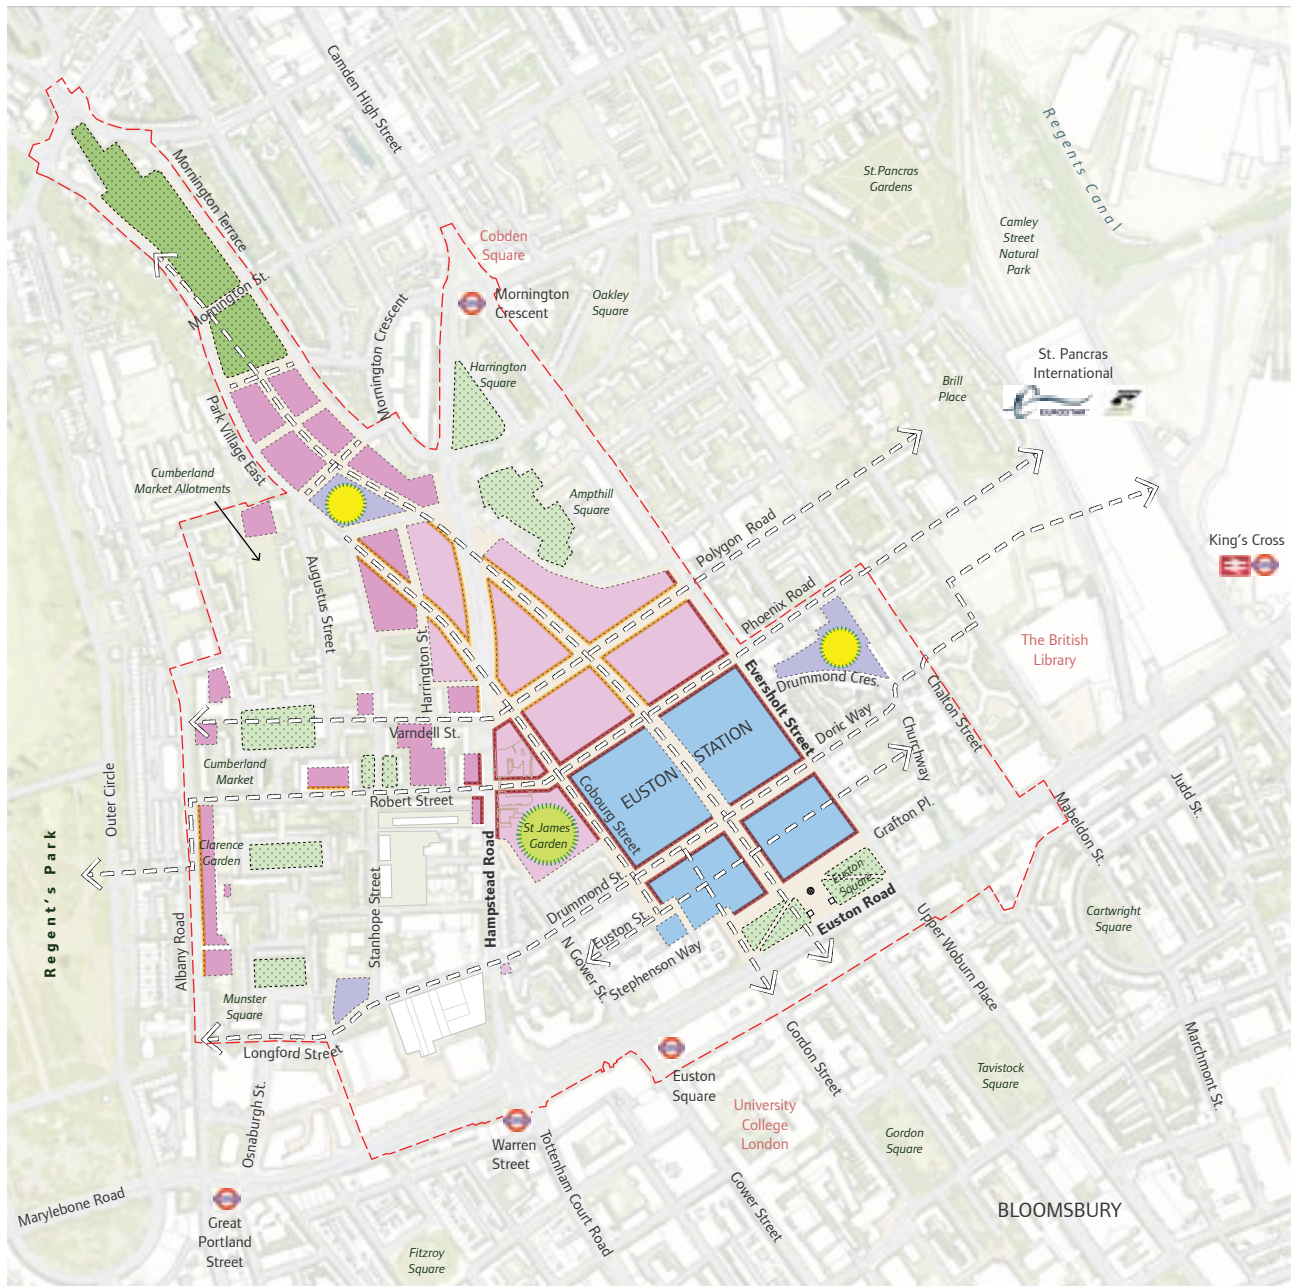 Camden High Street
Regents Canal
St.Pancras
Gardens
Mornington Terrace
Camley
Street
Natural
Park
Cobden
Square
Mornington St.
Mornington
Crescent
Oakley
Square
Mornington Crescent
St. Pancras
International
Harrington
Square
Brill
Place
EUROSTAR
Park Village East
Cumberland
Market Allotments
Ampthill
Square
Polygon Road
King's Cross
Augustus Street
Phoenix Road
Harrington St.
The British
Library
Eversholt Street
Drummond Cres.
Chalton Street
Doric Way
Churchway
Varndell St.
EUSTON STATION
Cumberland
Market
Outer Circle
Robert Street
Cobourg Street
Judd St.
Mabeldon St.
Grafton Pl.
St James
Garden
Clarence
Garden
Regent's Park
Hampstead Road
Stanhope Street
Drummond St.
Euston
Square
Euston Road
Euston St.
Albany Road
N Gower St.
Stephenson Way
Upper Woburn Place
Cartwright
Square
Munster
Square
Longford Street
Gordon Street
Marchmont St.
Euston
Square
Tavistock
Square
Osnaburgh St.
University
College
London
Gordon
Square
Warren
Street
Tottenham Court Road
Gower Street
Marylebone Road
Great
Portland
Street
BLOOMSBURY
Fitzroy
Square